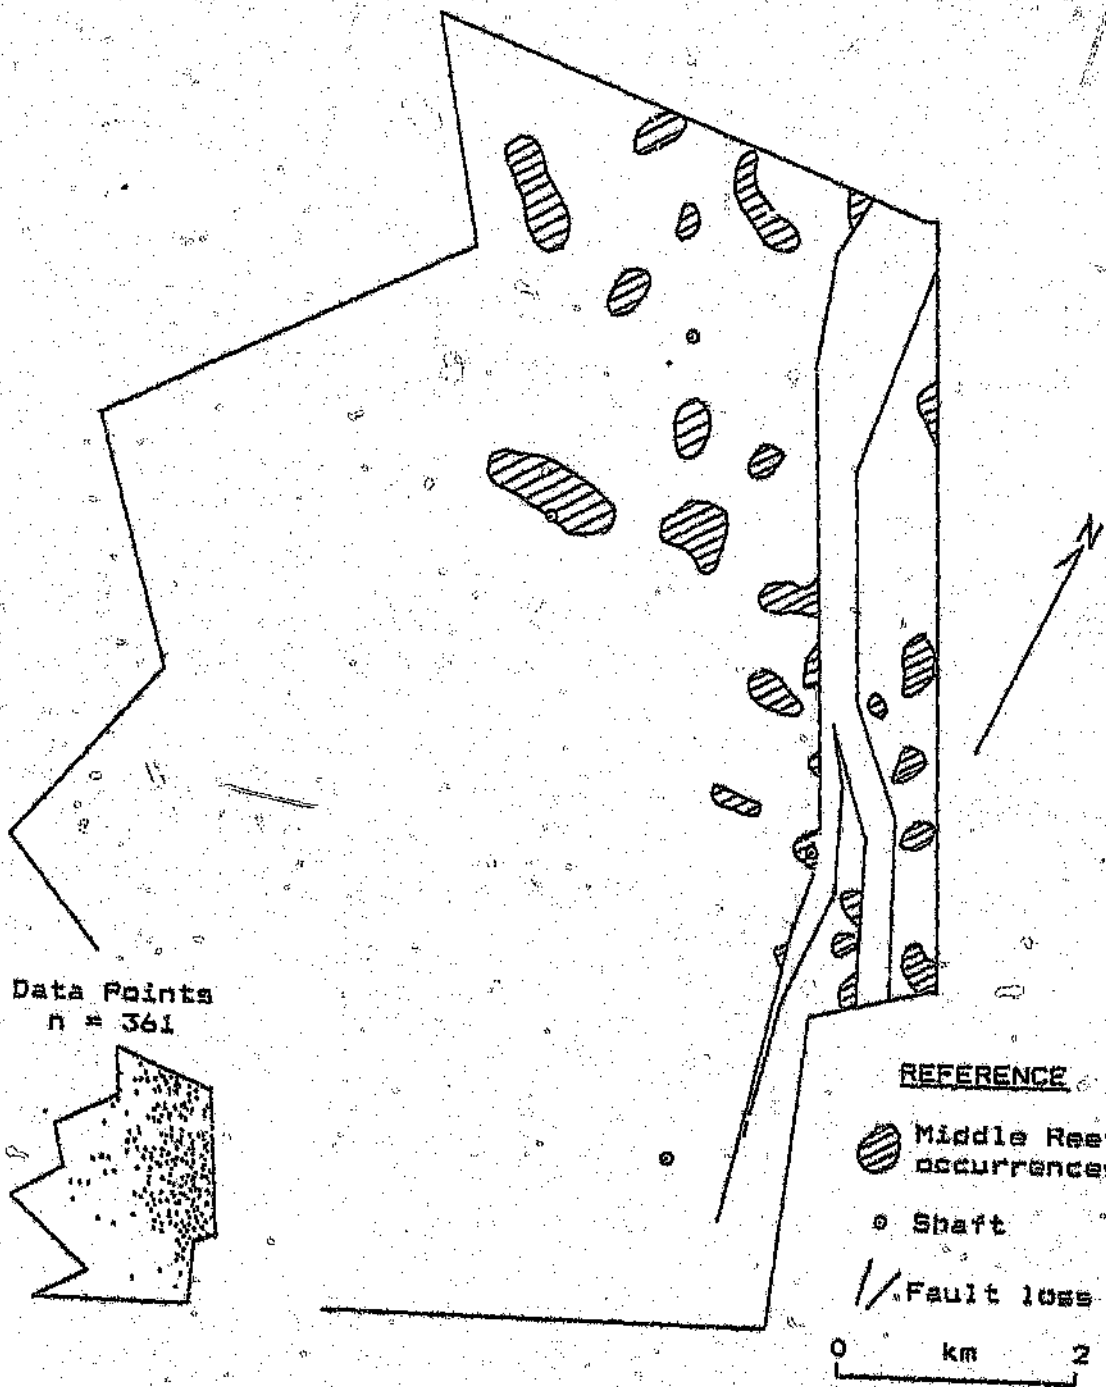 N
Data Points
n = 361
REFERENCE
Middle Ree
occurrence
Shaft
Fault loss
0 km 2